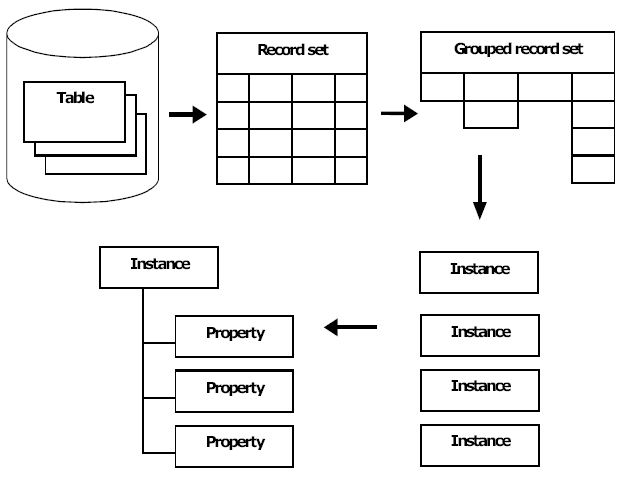 Table
Record set
Grouped record set
Instance
Property
Property
Property
Instance
Instance
Instance
Instance